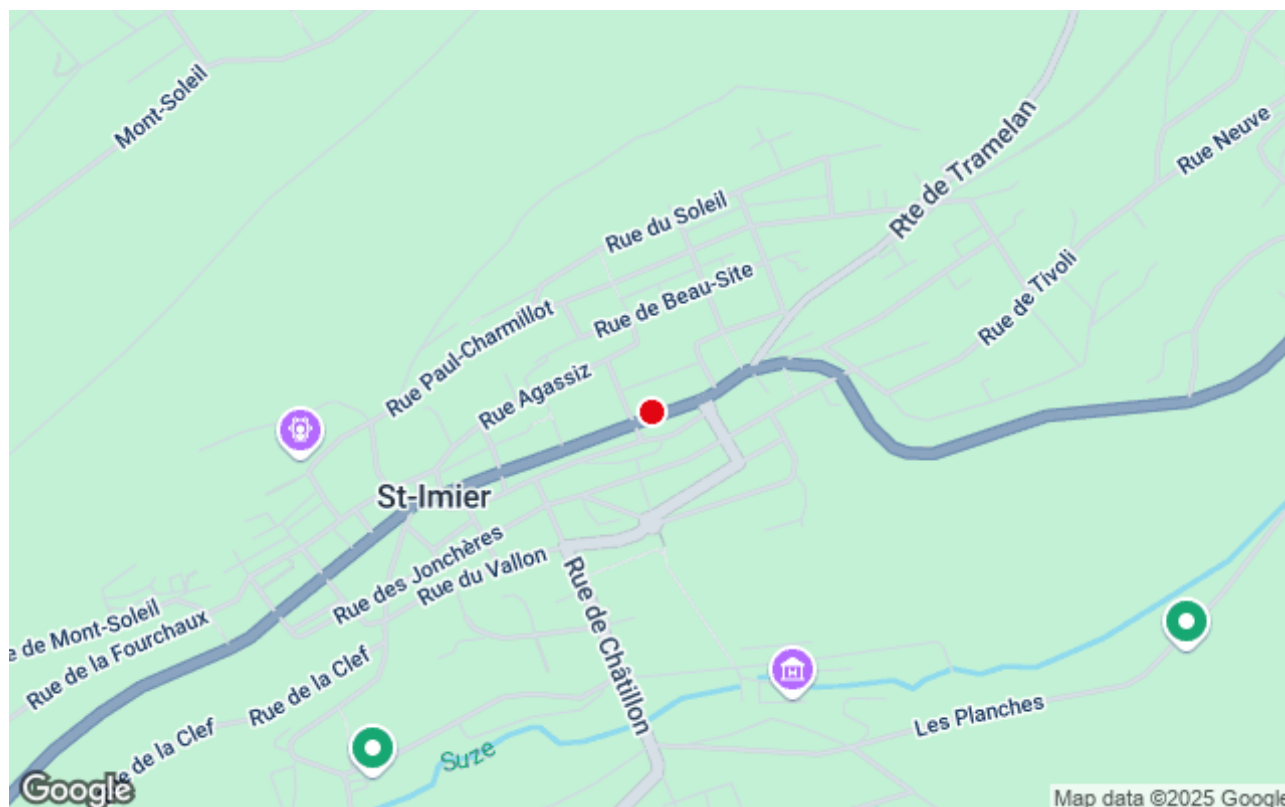 Mont-Soleil
Rte de Tramelan
Rue Neuve
Rue du Soleil
Rue de Beau-Site
Rue de Tivoli
Rue Paul-Charmillot
Rue Agassiz
St-Imier
Rue des Jonchères
Rue du Vallon
Rue de Châtillon
e de Mont-Soleil
Rue de la Fourchaux
Rue de la Clef
de la Clef
Les Planches
Suze
H
Google
Map data ©2025 Google